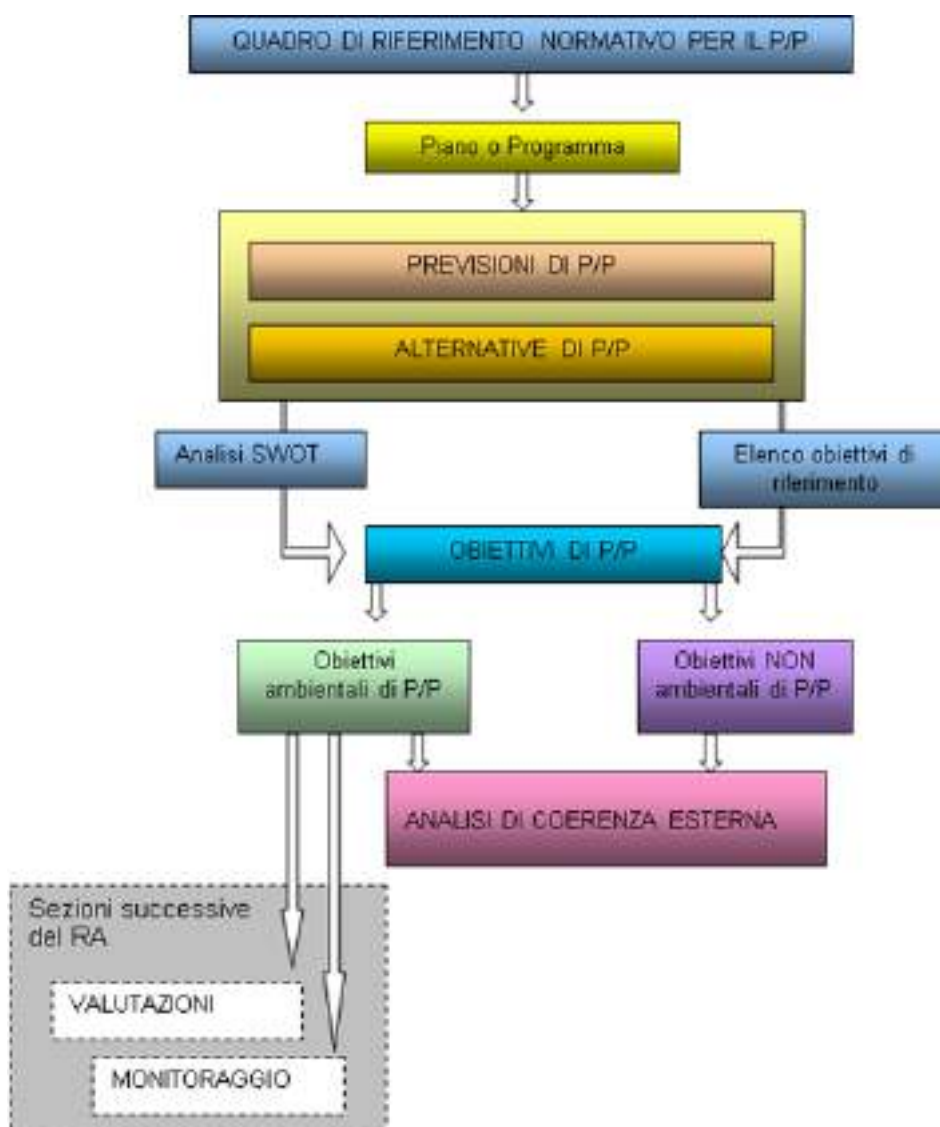 QUADRO DI RIFERIMENTO NORMATIVO PER IL P/P
Piano o Programma
PREVISIONI DI P/P
ALTERNATIVE DI P/P
Analisi SWOT
Elenco obiettivi di
riferimento
OBIETTIVI DI P/P
Obiettivi
ambientali di P/P
Obiettivi NON
ambientali di P/P
ANALISI DI COERENZA ESTERNA
Sezioni successive
del RA
VALUTAZIONI
MONITORAGGIO